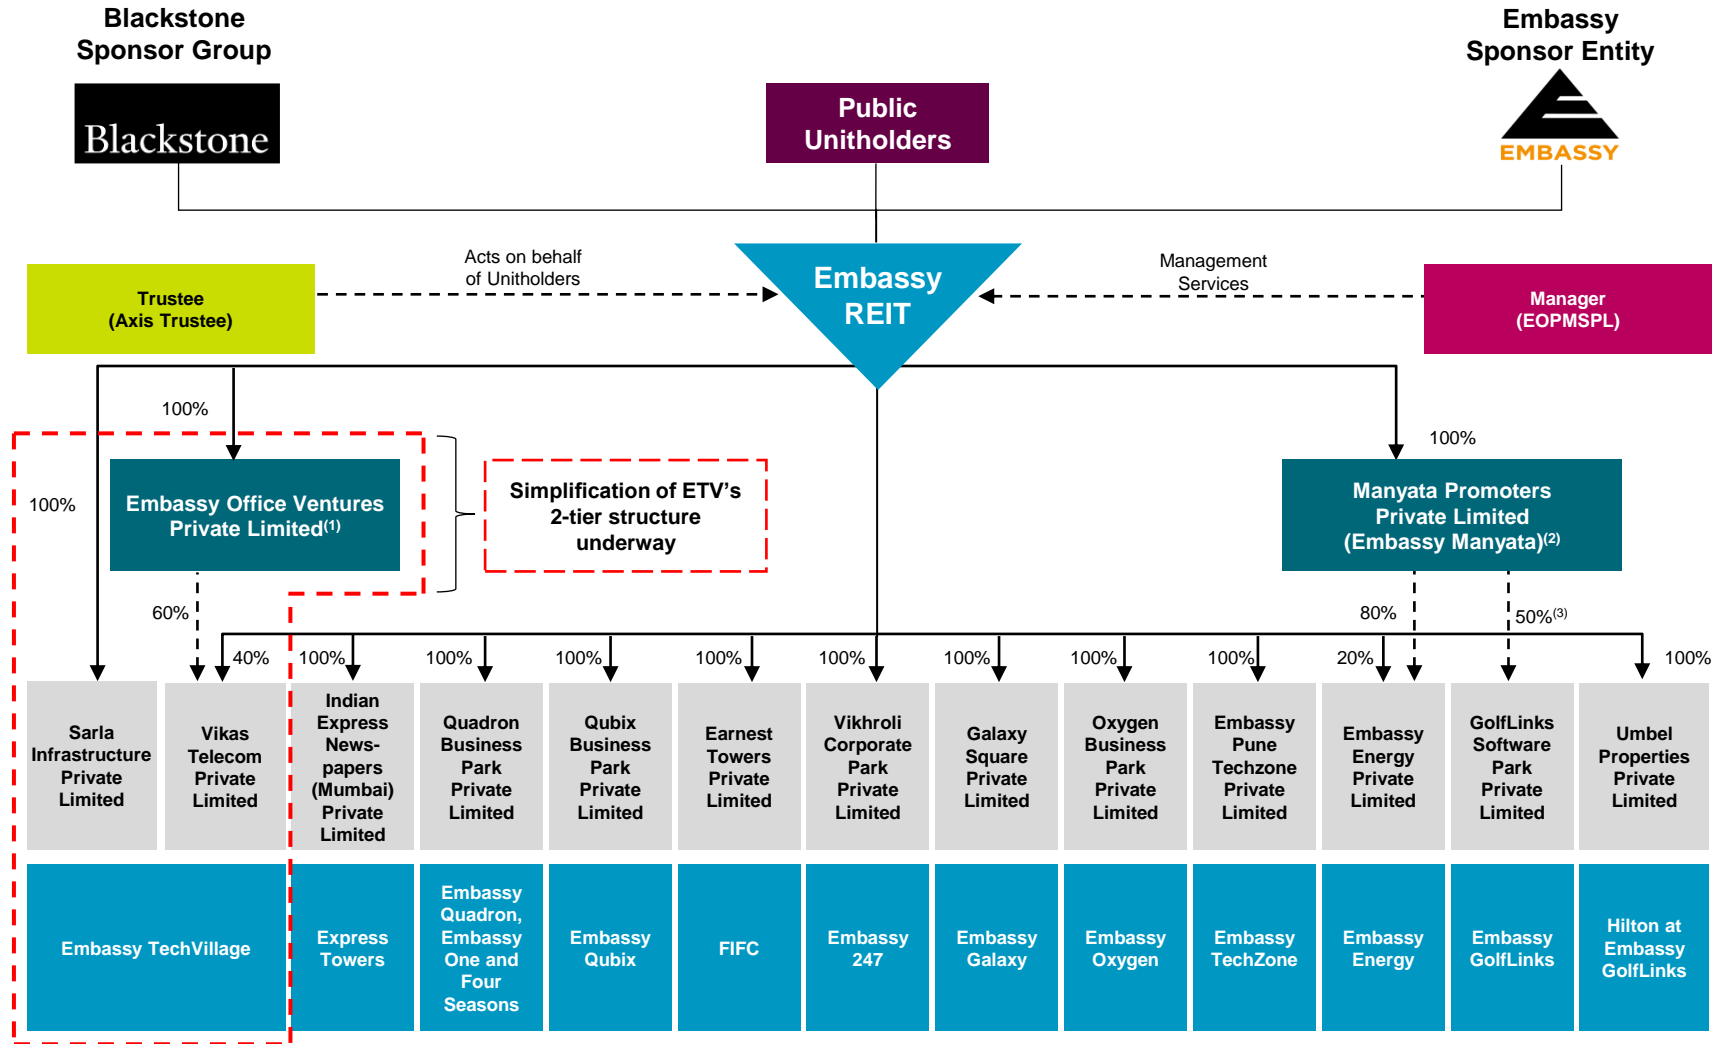 Blackstone
Sponsor Group
Embassy
Sponsor Entity
Blackstone
Public
Unitholders
EMBASSY
Acts on behalf
of Unitholders
Embassy
REIT
Management
Services
Trustee
(Axis Trustee)
Manager
(EOPMSPL)
100%
100%
100%
Embassy Office Ventures
Private Limited(1)
Simplification of ETV's
2-tier structure
underway
Manyata Promoters
Private Limited
(Embassy Manyata)(2)
60%
80%
50%(3)
40%
100%
100%
100%
100%
100%
100%
100%
100%
20%
100%
Sarla
Infrastructure
Private
Limited
Vikas
Telecom
Private
Limited
Indian
Express
News-
papers
(Mumbai)
Private
Limited
Quadron
Business
Park
Private
Limited
Qubix
Business
Park
Private
Limited
Earnest
Towers
Private
Limited
Vikhroli
Corporate
Park
Private
Limited
Galaxy
Square
Private
Limited
Oxygen
Business
Park
Private
Limited
Embassy
Pune
Techzone
Private
Limited
Embassy
Energy
Private
Limited
GolfLinks
Software
Park
Private
Limited
Umbel
Properties
Private
Limited
Embassy TechVillage
Express
Towers
Embassy
Quadron,
Embassy
One and
Four
Seasons
Embassy
Qubix
FIFC
Embassy
247
Embassy
Galaxy
Embassy
Oxygen
Embassy
TechZone
Embassy
Energy
Embassy
GolfLinks
Hilton at
Embassy
GolfLinks